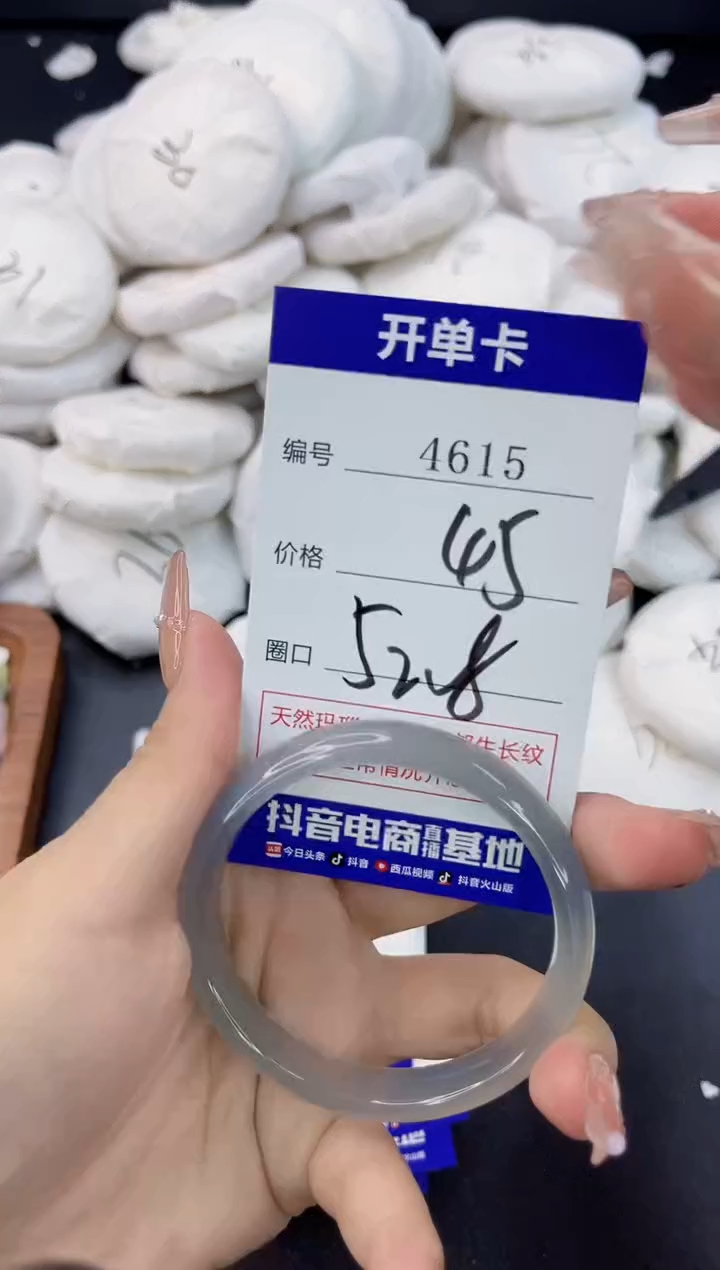 开单卡
编号 4615
价格 45
圈口 52.8
天然玛 生长纹
抖音电商直播基地
今日头条 抖音 西瓜视频 抖音火山版